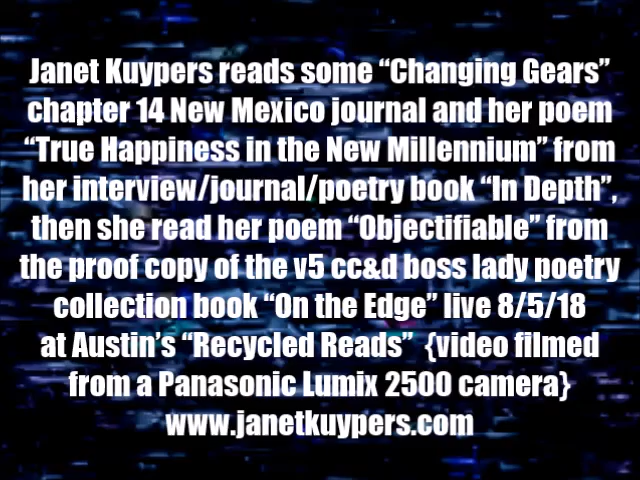 Janet Kuypers reads some “Changing Gears”
chapter 14 New Mexico journal and her poem
“True Happiness in the New Millennium” from
her interview/journal/poetry book “In Depth”,
then she read her poem “Objectifiable” from
the proof copy of the v5 cc&d boss lady poetry
collection book “On the Edge” live 8/5/18
at Austin’s “Recycled Reads” {video filmed
from a Panasonic Lumix 2500 camera}
www.janetkuypers.com